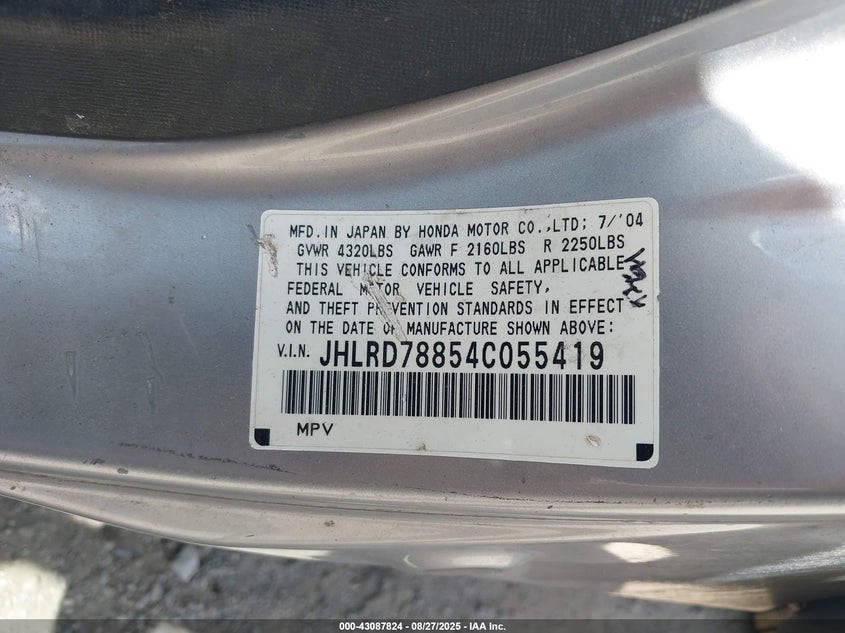 MFD. IN JAPAN BY HONDA MOTOR CO.,LTD; 7/'04
GVWR 4320LBS GAWR F 2160LBS R 2250LBS
THIS VEHICLE CONFORMS TO ALL APPLICABLE
FEDERAL MOTOR VEHICLE SAFETY,
AND THEFT PREVENTION STANDARDS IN EFFECT
ON THE DATE OF MANUFACTURE SHOWN ABOVE:
V.I.N. JHLRD78854C055419
MPV
000-43087824 | 08/27/2025 - IAA Inc.